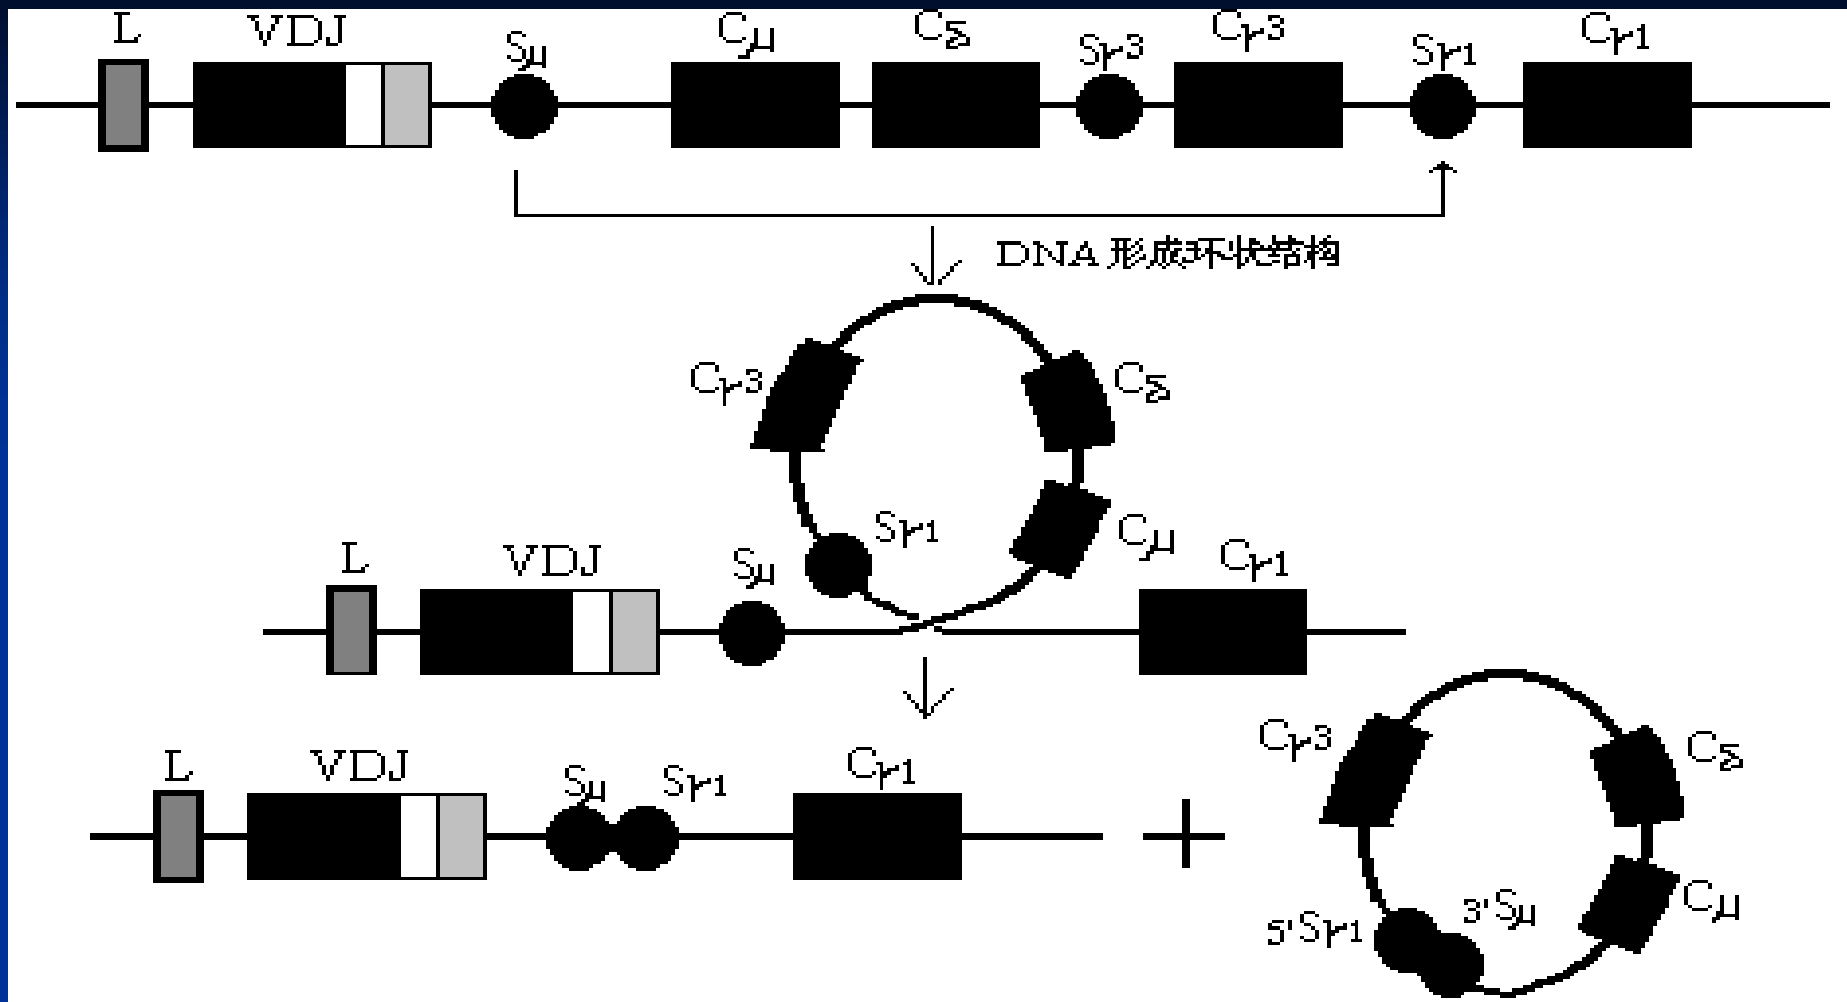 L VDJ Sμ Cμ Cδ Sγ3 Cγ3 Sγ1 Cγ1
DNA 形成环状结构
Cγ3 Cδ
Sγ1 Cμ
L VDJ Sμ Cγ1
Cγ3 Cδ
L VDJ Sμ Sγ1 Cγ1 +
5'Sγ1 3'Sμ Cμ